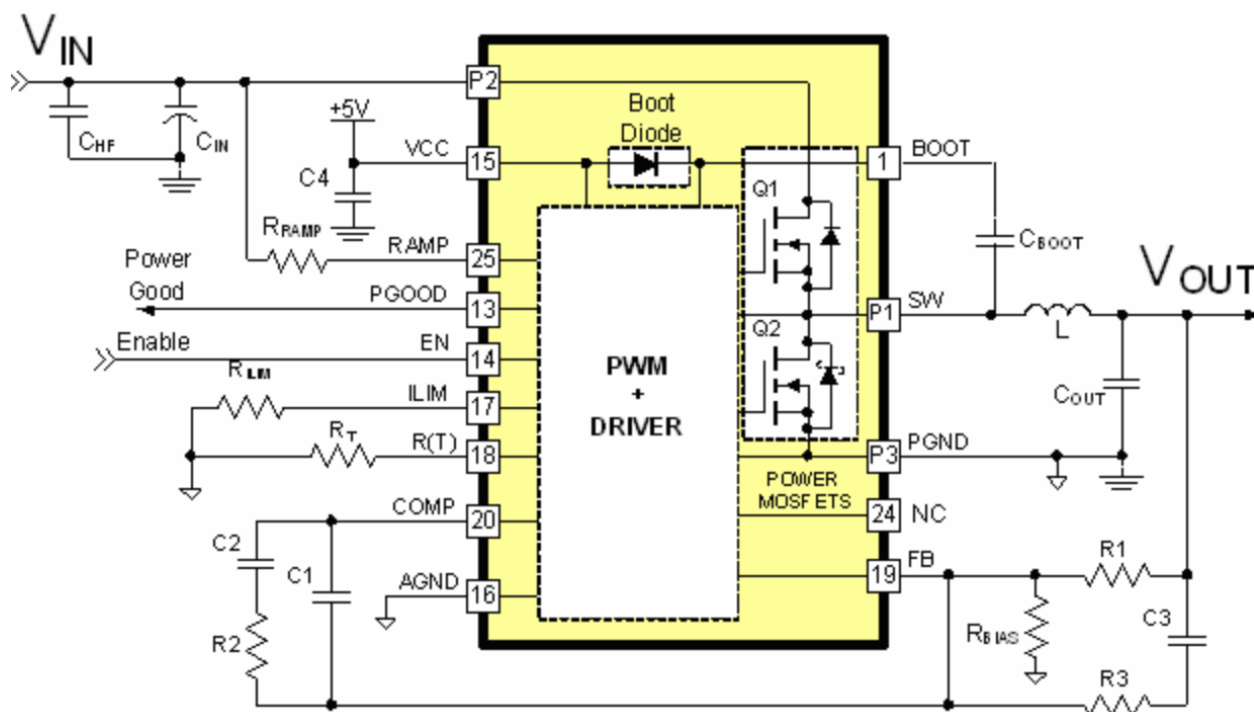 VIN
P2
CHF
CIN
+5V
VCC
15
C4
Boot
Diode
1
BOOT
Q1
CBOOT
RRAMP
RAMP
25
Power
Good
PGOOD
13
P1
SW
L
VOUT
Enable
EN
14
Q2
RILIM
ILIM
17
PWM
+
DRIVER
COUT
RT
R(T)
18
P3
PGND
POWER
MOSFETS
COMP
20
24
NC
C2
C1
19
FB
R1
AGND
16
R2
RBIAS
C3
R3